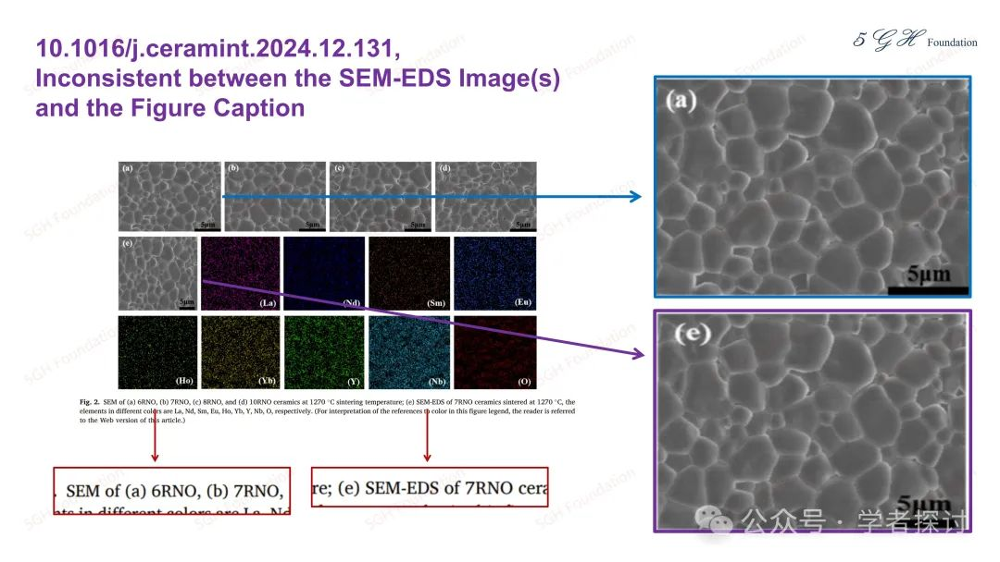 10.1016/j.ceramint.2024.12.131,
Inconsistent between the SEM-EDS Image(s)
and the Figure Caption
5GH Foundation
(a)
5μm
(e)
5μm
(a)
(b)
(c)
(d)
5μm
5μm
5μm
5μm
(e)
5μm
(La)
(Nd)
(Sm)
(Eu)
(Ho)
(Yb)
(Y)
(Nb)
(O)
Fig. 2. SEM of (a) 6RNO, (b) 7RNO, (c) 8RNO, and (d) 10RNO ceramics at 1270 °C sintering temperature; (e) SEM-EDS of 7RNO ceramics sintered at 1270 °C, the
elements in different colors are La, Nd, Sm, Eu, Ho, Yb, Y, Nb, O, respectively. (For interpretation of the references to color in this figure legend, the reader is referred
to the Web version of this article.)
. SEM of (a) 6RNO, (b) 7RNO,
nts in different colors are La, Nd
re; (e) SEM-EDS of 7RNO cera
公众号 · 学者探讨